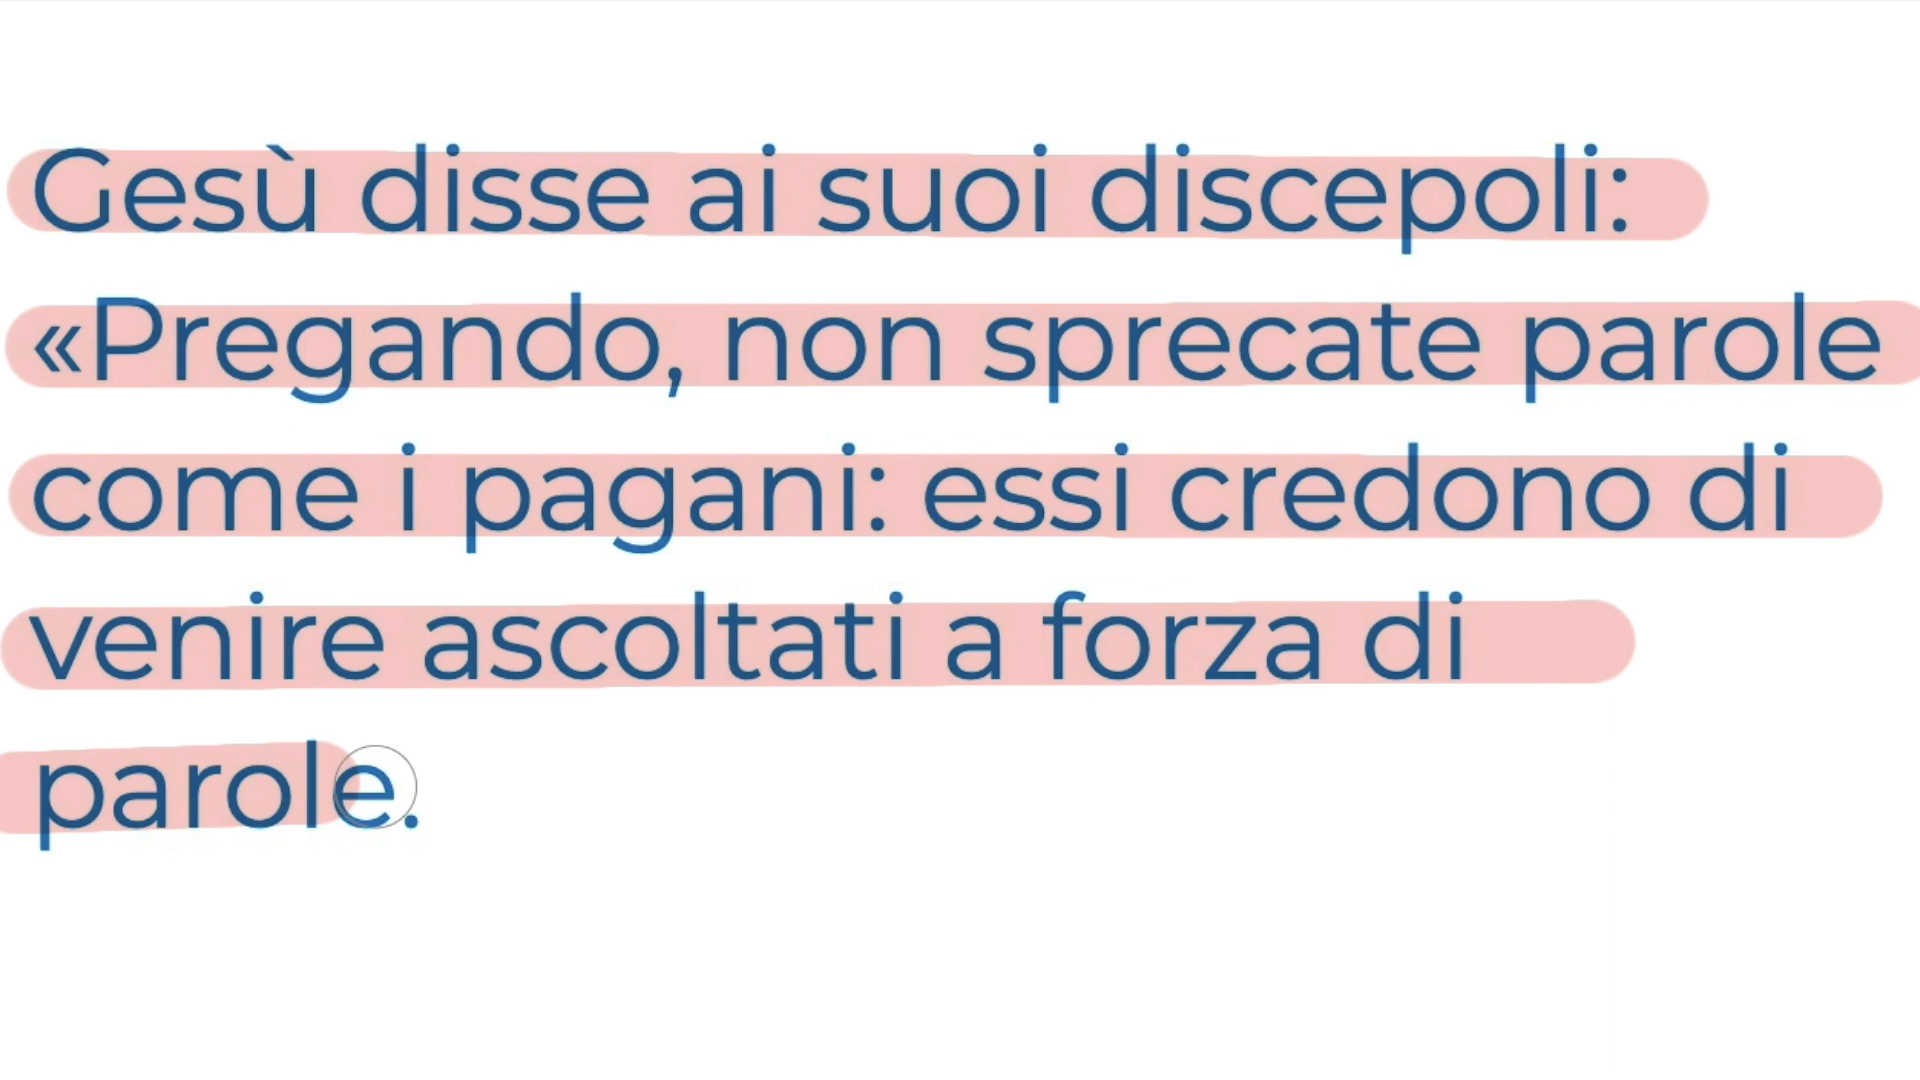 Gesù disse ai suoi discepoli:
«Pregando, non sprecate parole
come i pagani: essi credono di
venire ascoltati a forza di
parole.